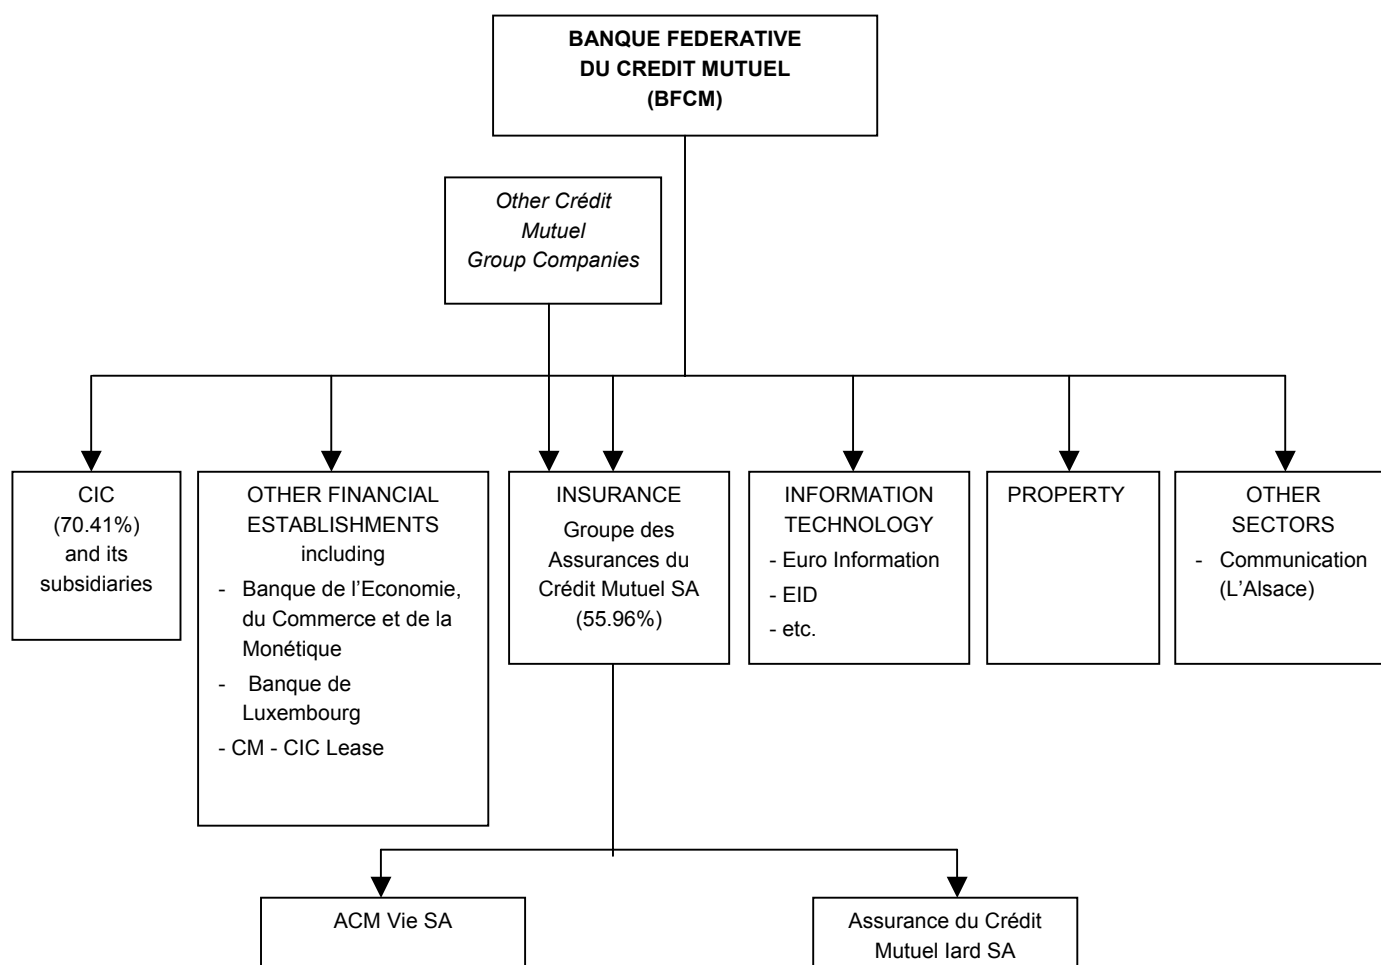 BANQUE FEDERATIVE
DU CREDIT MUTUEL
(BFCM)
Other Crédit
Mutuel
Group Companies
CIC
(70.41%)
and its
subsidiaries
OTHER FINANCIAL
ESTABLISHMENTS
including
- Banque de l’Economie,
du Commerce et de la
Monétique
- Banque de
Luxembourg
- CM - CIC Lease
INSURANCE
Groupe des
Assurances du
Crédit Mutuel SA
(55.96%)
INFORMATION
TECHNOLOGY
- Euro Information
- EID
- etc.
PROPERTY
OTHER
SECTORS
- Communication
(L’Alsace)
ACM Vie SA
Assurance du Crédit
Mutuel Iard SA